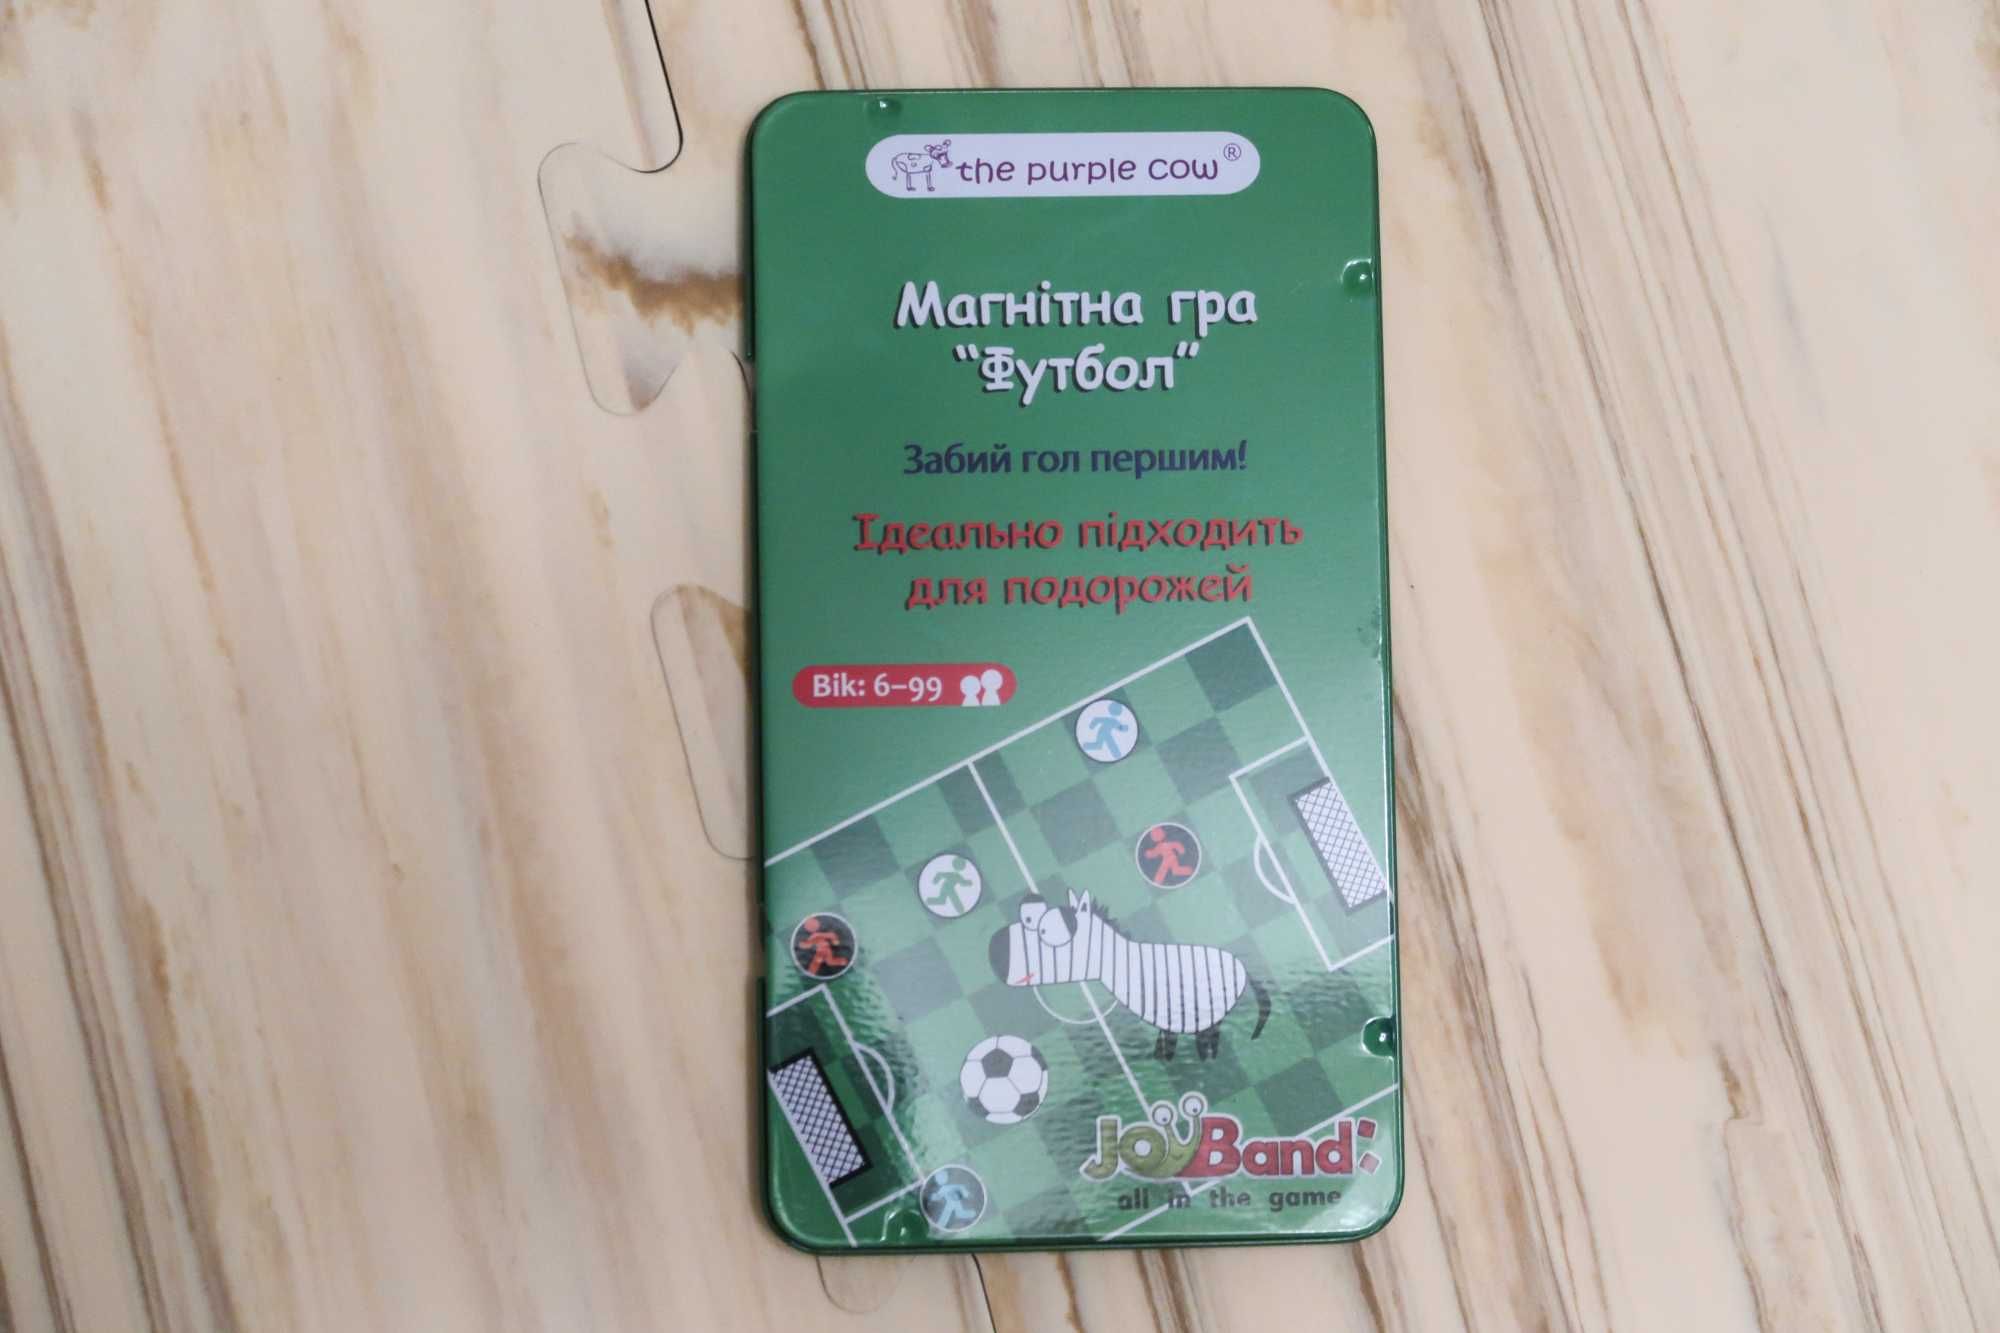 the purple cow®
Магнітна гра
"Футбол"
Забий гол першим!
Ідеально підходить
для подорожей
Вік: 6–99
JoyBand
all in the game